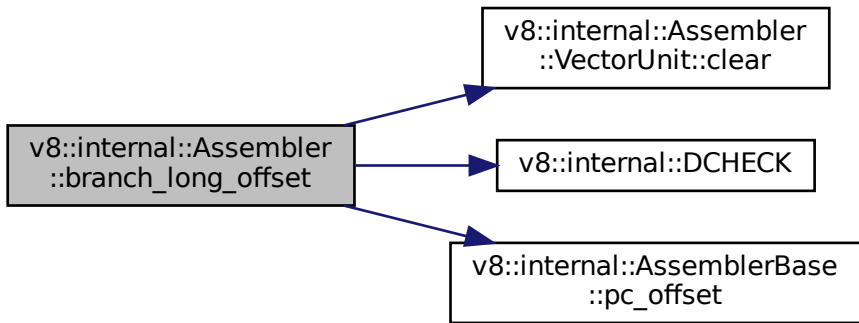 v8::internal::Assembler
::VectorUnit::clear
v8::internal::Assembler
::branch_long_offset
v8::internal::DCHECK
v8::internal::AssemblerBase
::pc_offset